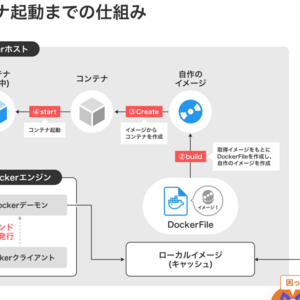 ナ起動までの仕組み
erホスト
テナ
中)
コンテナ
自作の
イメージ
④start
③Create
コンテナ起動
イメージから
コンテナを作成
②build
取得イメージをもとに
DockerFileを作成し、
自作のイメージを作成
ockerエンジン
ockerデーモン
イメージ!
DockerFile
ンド
発行
kerクライアント
ローカルイメージ
(キャッシュ)
困っ